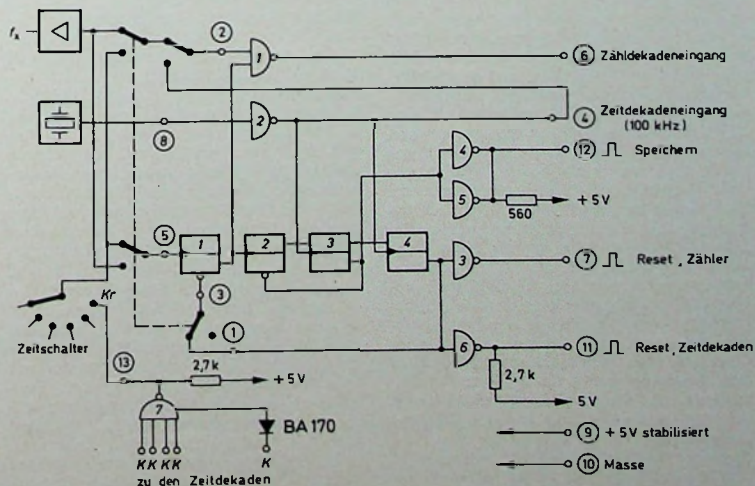 fx
②
1
⑥ Zähldekadeneingang
2
④ Zeitdekadeneingang
(100 kHz)
⑧
4
⑫ Speichern
5
560
+ 5V
⑤
1
2
3
4
3
⑦ Reset, Zähler
③
Kr
①
Zeitschalter
6
⑪ Reset, Zeitdekaden
⑬
2,7 k
+ 5V
2,7 k
5V
7
BA 170
⑨ + 5V stabilisiert
K K K K
K
⑩ Masse
zu den Zeitdekaden